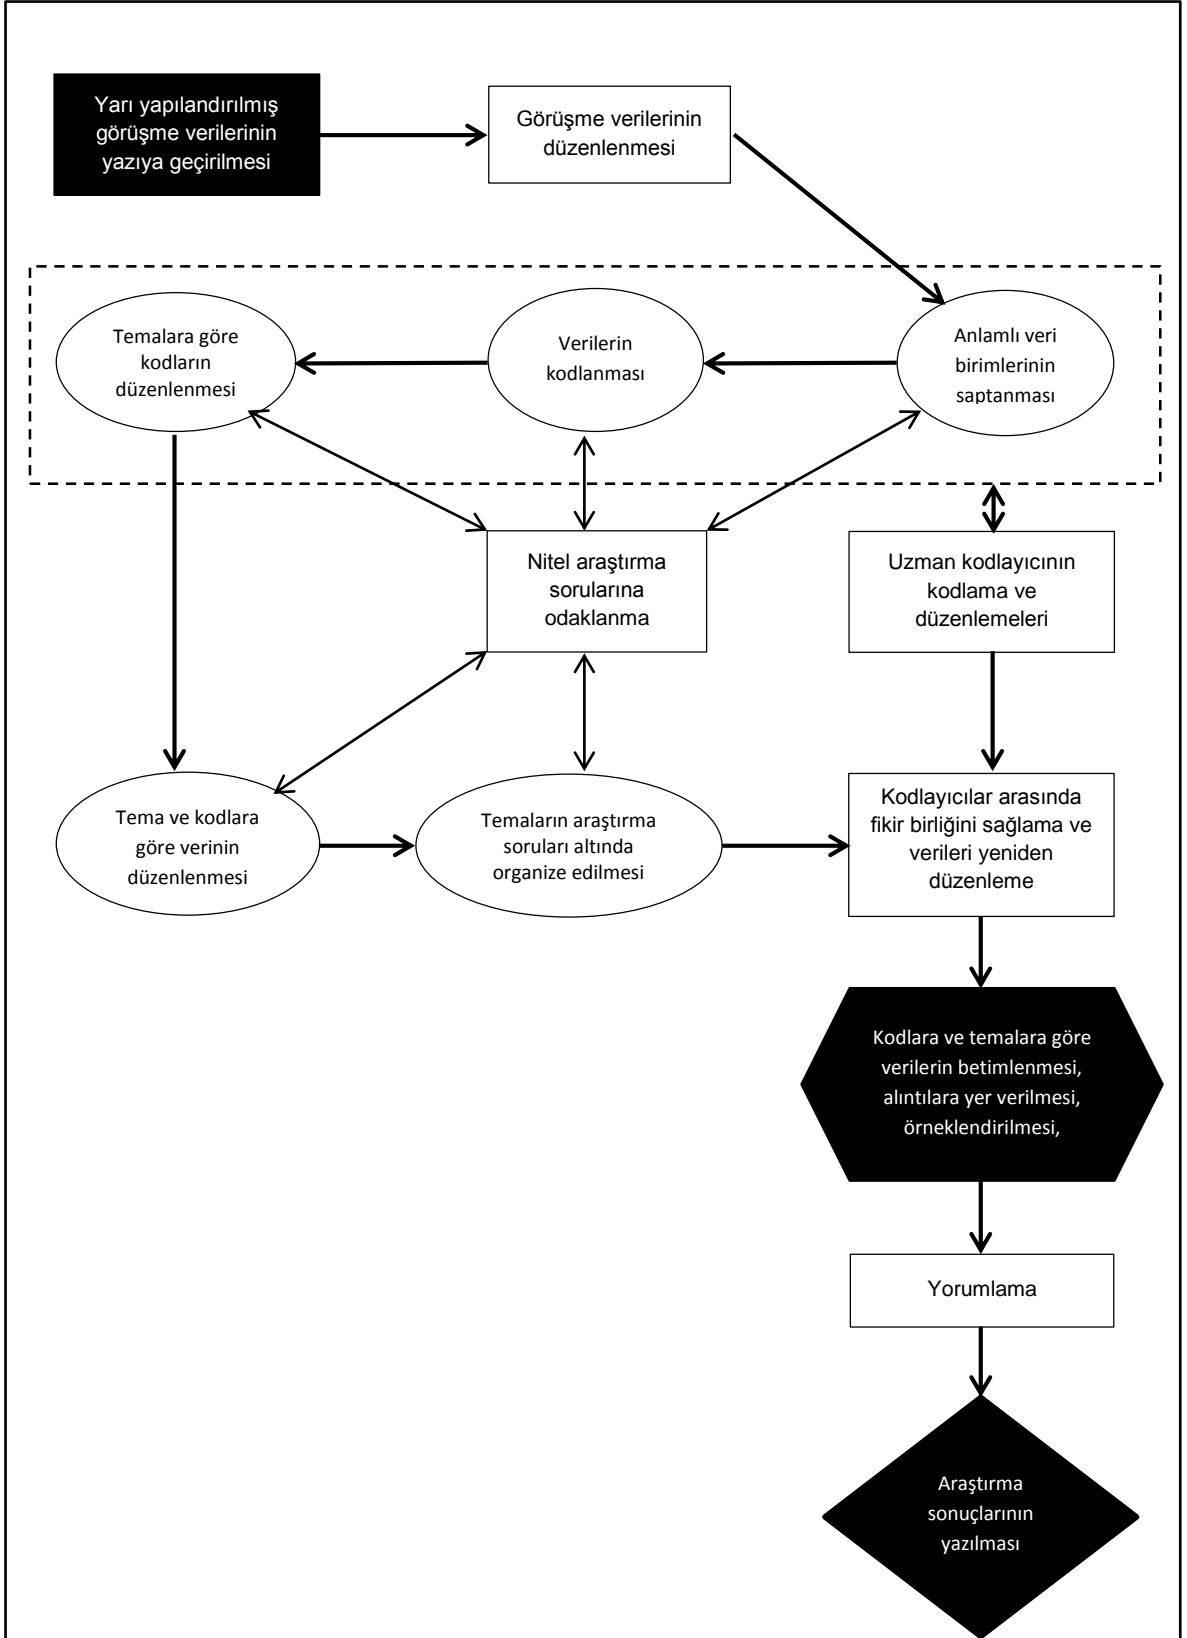 Yarı yapılandırılmış
görüşme verilerinin
yazıya geçirilmesi
Görüşme verilerinin
düzenlenmesi
Temalara göre
kodların
düzenlenmesi
Verilerin
kodlanması
Anlamlı veri
birimlerinin
saptanması
Nitel araştırma
sorularına
odaklanma
Uzman kodlayıcının
kodlama ve
düzenlemeleri
Tema ve kodlara
göre verinin
düzenlenmesi
Temaların araştırma
soruları altında
organize edilmesi
Kodlayıcılar arasında
fikir birliğini sağlama ve
verileri yeniden
düzenleme
Kodlara ve temalara göre
verilerin betimlenmesi,
alıntılara yer verilmesi,
örneklendirilmesi,
Yorumlama
Araştırma
sonuçlarının
yazılması